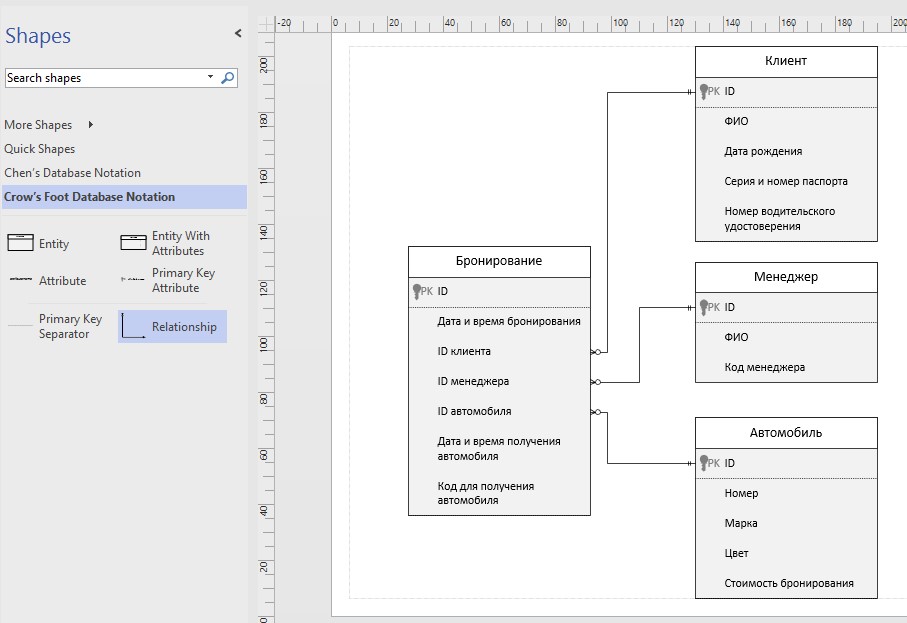 Shapes
<
Search shapes
More Shapes
Quick Shapes
Chen's Database Notation
Crow's Foot Database Notation
Entity
Entity With
Attributes
Attribute
Primary Key
Attribute
Primary Key
Separator
Relationship
-20 0 20 40 60 80 100 120 140 160 180 200
200
180
160
140
120
100
80
60
40
20
0
Бронирование
PK ID
Дата и время бронирования
ID клиента
ID менеджера
ID автомобиля
Дата и время получения
автомобиля
Код для получения
автомобиля
Клиент
PK ID
ФИО
Дата рождения
Серия и номер паспорта
Номер водительского
удостоверения
Менеджер
PK ID
ФИО
Код менеджера
Автомобиль
PK ID
Номер
Марка
Цвет
Стоимость бронирования